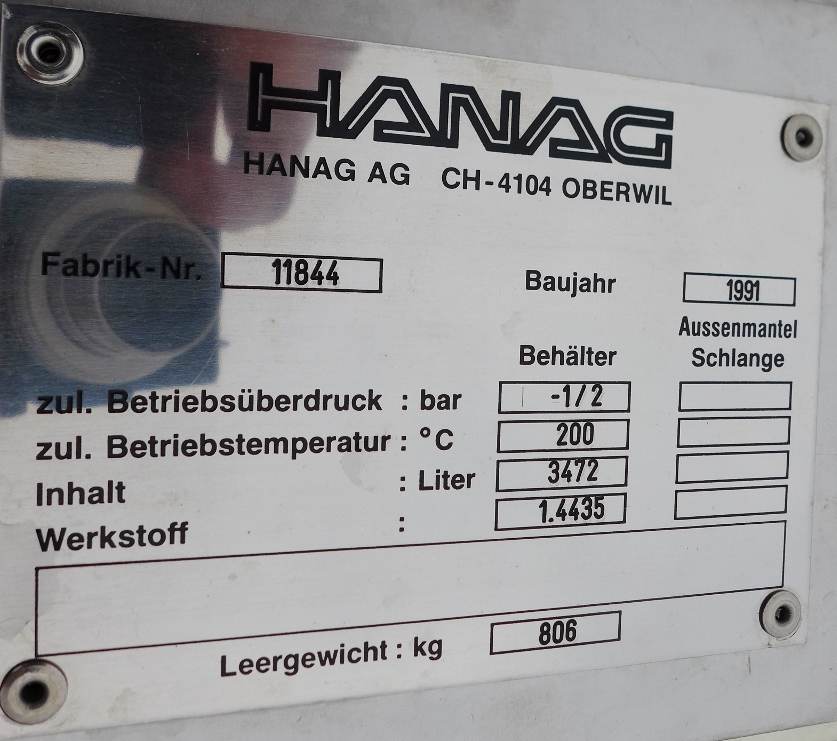 HANAG
HANAG AG CH-4104 OBERWIL
Fabrik-Nr. 11844 Baujahr 1991
Behälter Aussenmantel Schlange
zul. Betriebsüberdruck : bar -1/2
zul. Betriebstemperatur : °C 200
Inhalt : Liter 3472
Werkstoff : 1.4435
Leergewicht : kg 806